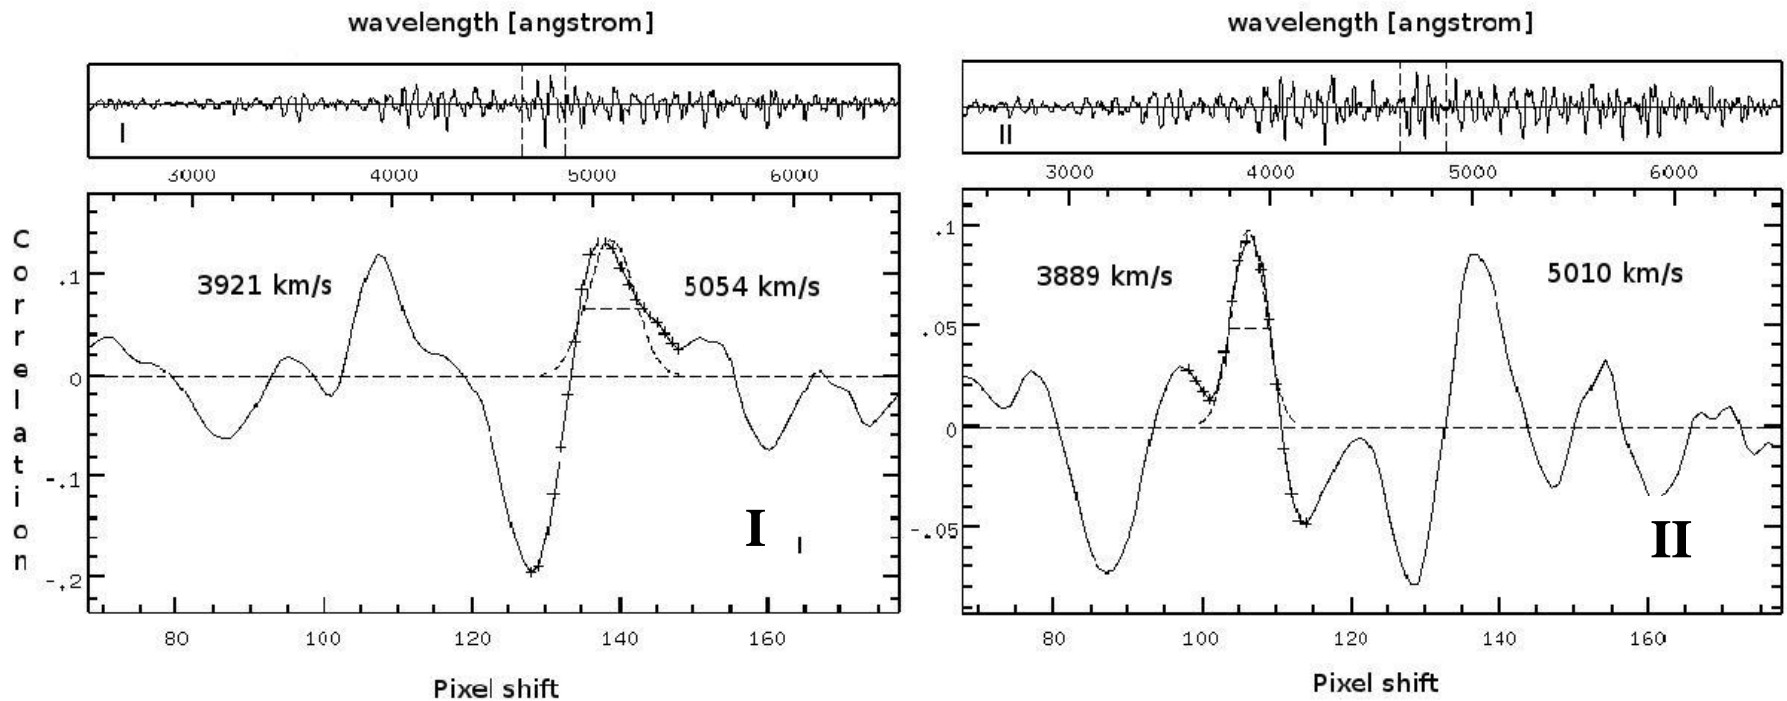 wavelength [angstrom]
I
3000 4000 5000 6000
Correlation
.1
0
-.1
-.2
3921 km/s
5054 km/s
I
I
80 100 120 140 160
Pixel shift
wavelength [angstrom]
II
3000 4000 5000 6000
.1
.05
0
-.05
3889 km/s
5010 km/s
II
80 100 120 140 160
Pixel shift